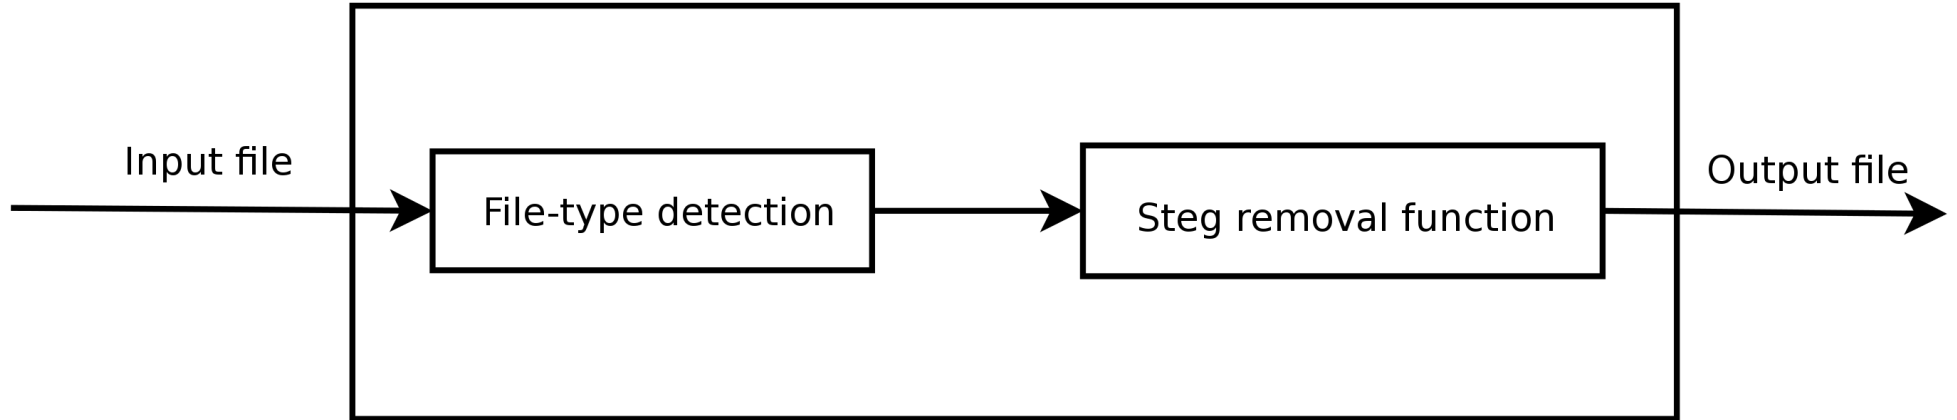 Input file
File-type detection
Steg removal function
Output file